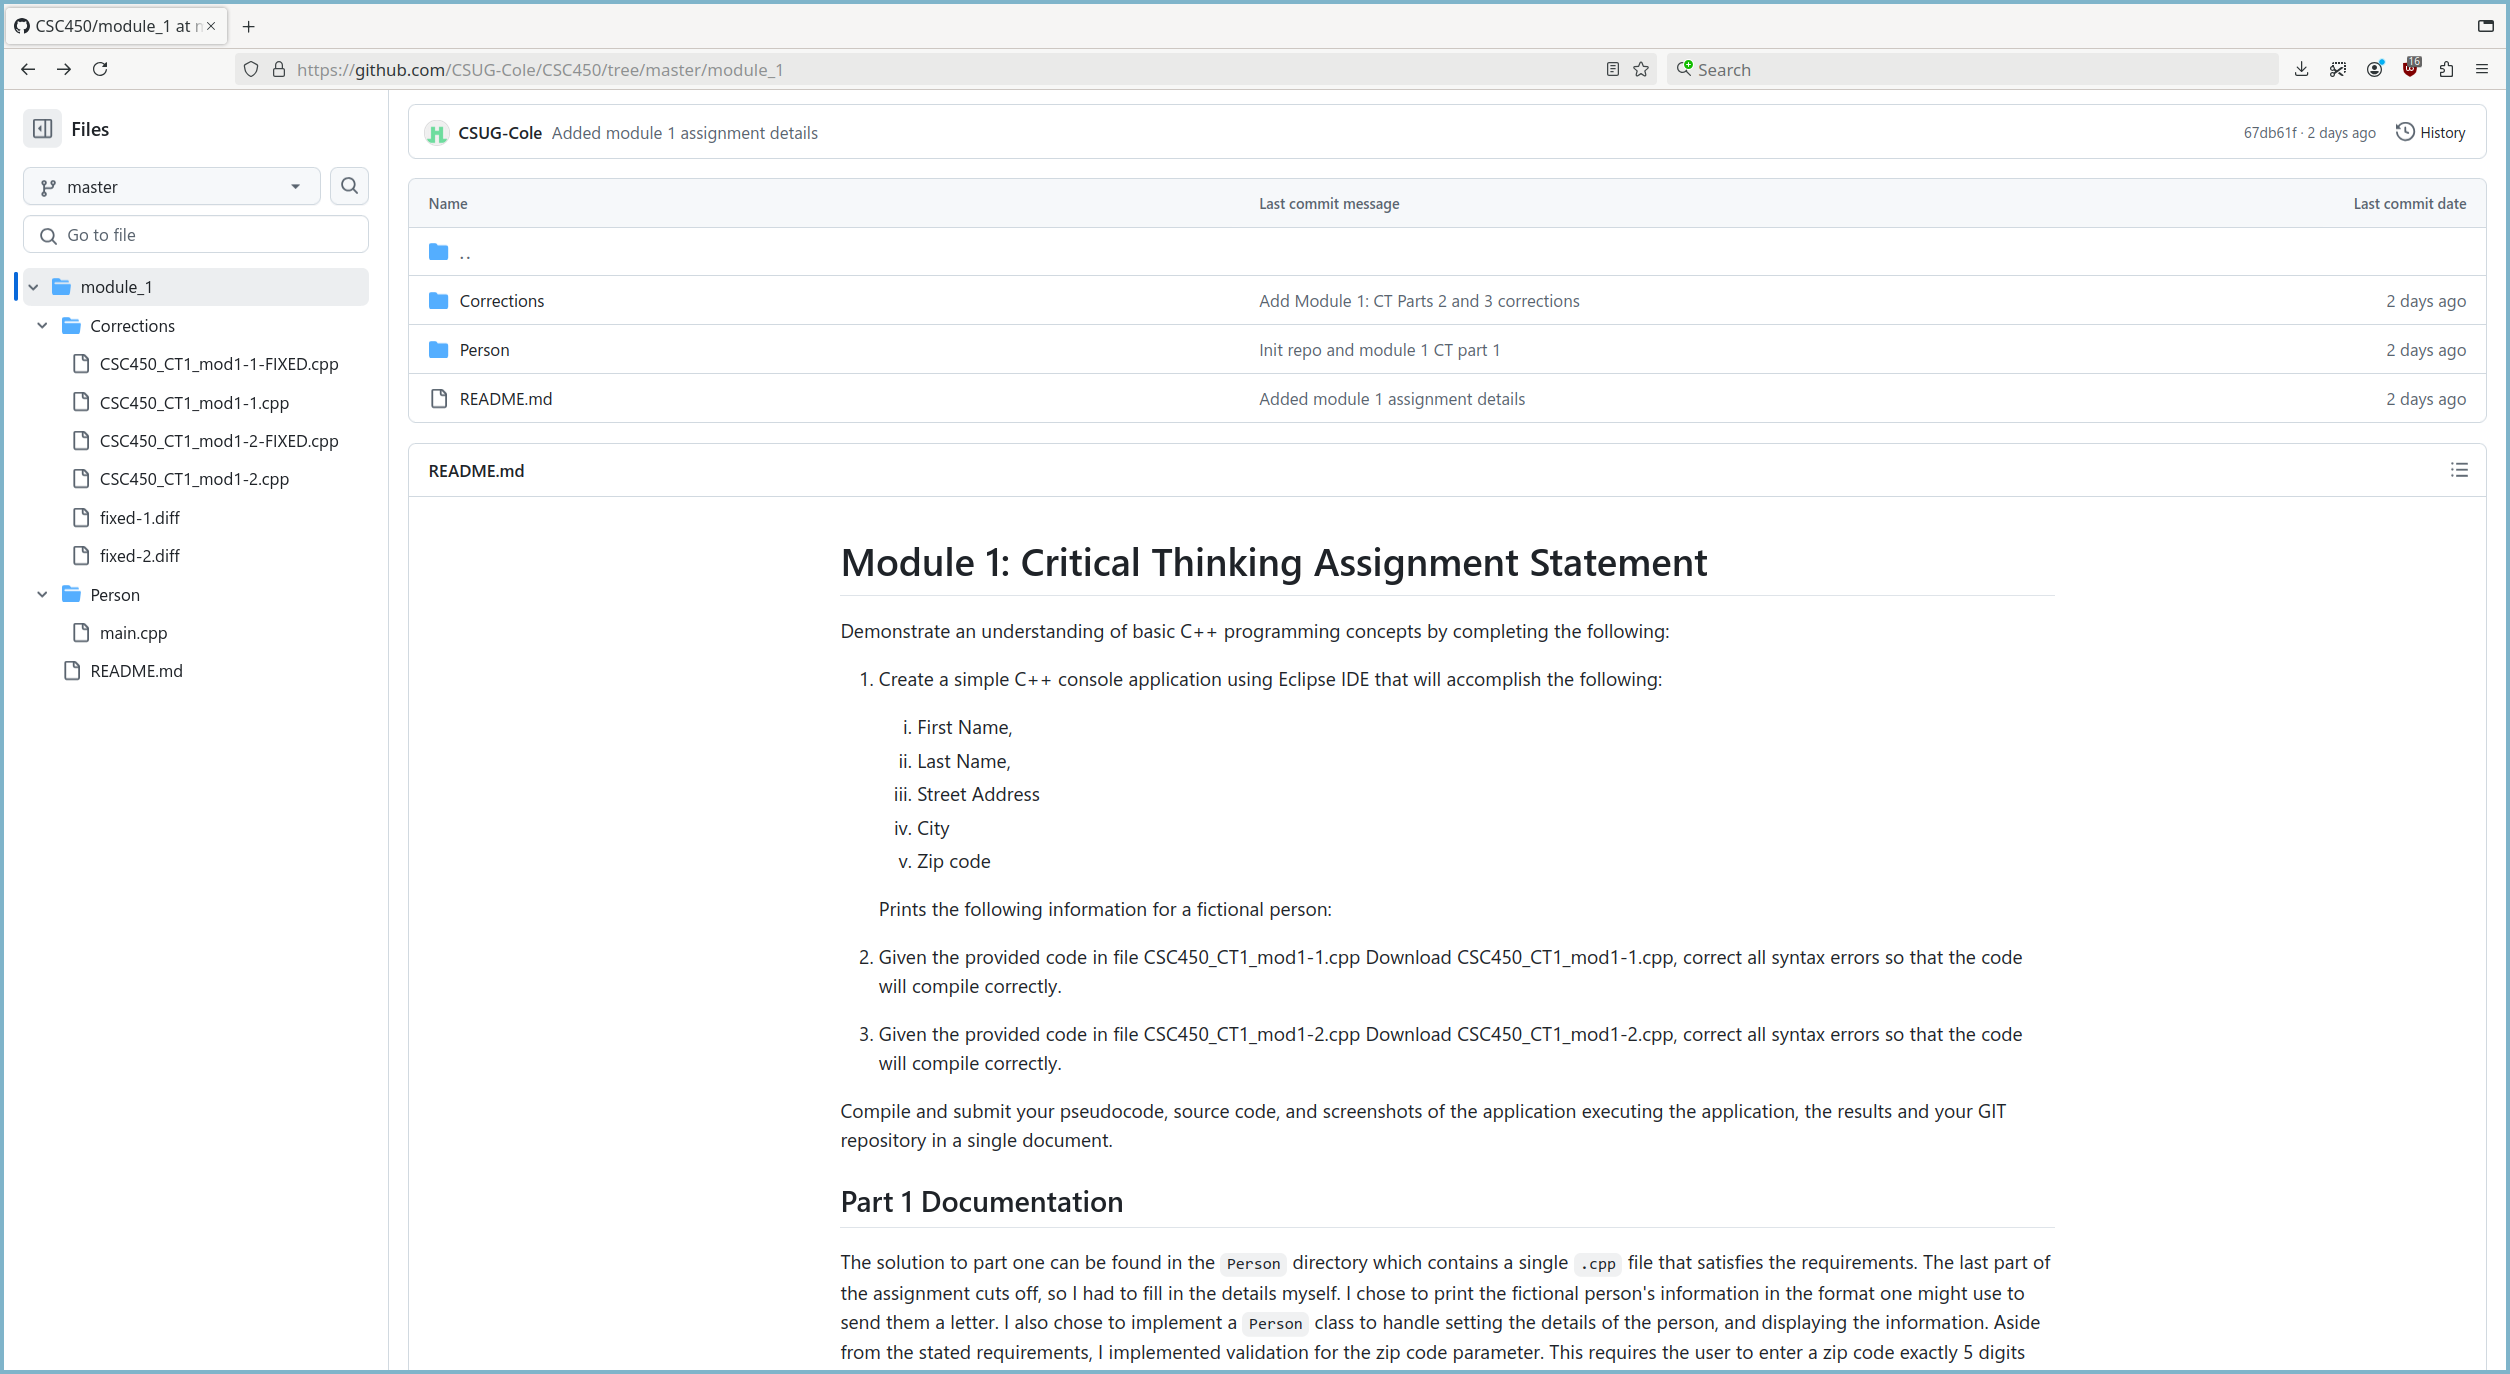 CSC450/module_1 at
https://github.com/CSUG-Cole/CSC450/tree/master/module_1
Search
16
Files
master
Go to file
module_1
Corrections
CSC450_CT1_mod1-1-FIXED.cpp
CSC450_CT1_mod1-1.cpp
CSC450_CT1_mod1-2-FIXED.cpp
CSC450_CT1_mod1-2.cpp
fixed-1.diff
fixed-2.diff
Person
main.cpp
README.md
CSUG-Cole Added module 1 assignment details 67db61f · 2 days ago History
Name Last commit message Last commit date
..
Corrections Add Module 1: CT Parts 2 and 3 corrections 2 days ago
Person Init repo and module 1 CT part 1 2 days ago
README.md Added module 1 assignment details 2 days ago
README.md
Module 1: Critical Thinking Assignment Statement
Demonstrate an understanding of basic C++ programming concepts by completing the following:
1. Create a simple C++ console application using Eclipse IDE that will accomplish the following:
i. First Name,
ii. Last Name,
iii. Street Address
iv. City
v. Zip code
Prints the following information for a fictional person:
2. Given the provided code in file CSC450_CT1_mod1-1.cpp Download CSC450_CT1_mod1-1.cpp, correct all syntax errors so that the code
will compile correctly.
3. Given the provided code in file CSC450_CT1_mod1-2.cpp Download CSC450_CT1_mod1-2.cpp, correct all syntax errors so that the code
will compile correctly.
Compile and submit your pseudocode, source code, and screenshots of the application executing the application, the results and your GIT
repository in a single document.
Part 1 Documentation
The solution to part one can be found in the Person directory which contains a single .cpp file that satisfies the requirements. The last part of
the assignment cuts off, so I had to fill in the details myself. I chose to print the fictional person's information in the format one might use to
send them a letter. I also chose to implement a Person class to handle setting the details of the person, and displaying the information. Aside
from the stated requirements, I implemented validation for the zip code parameter. This requires the user to enter a zip code exactly 5 digits